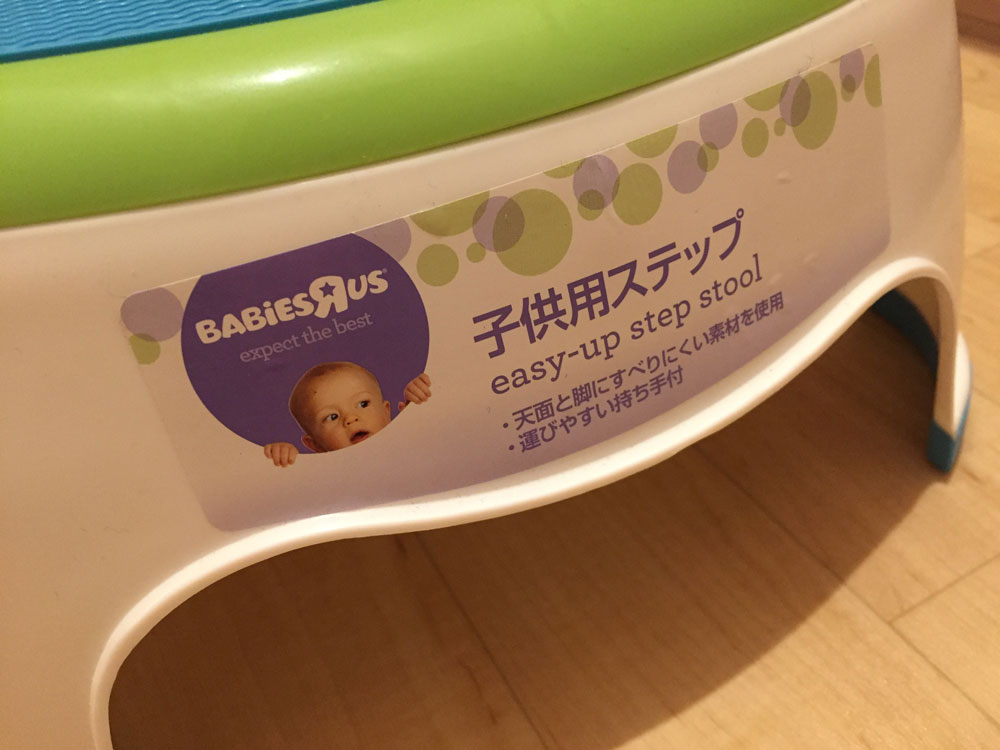 BABIESRUS
expect the best
子供用ステップ
easy-up step stool
・天面と脚にすべりにくい素材を使用
・運びやすい持ち手付